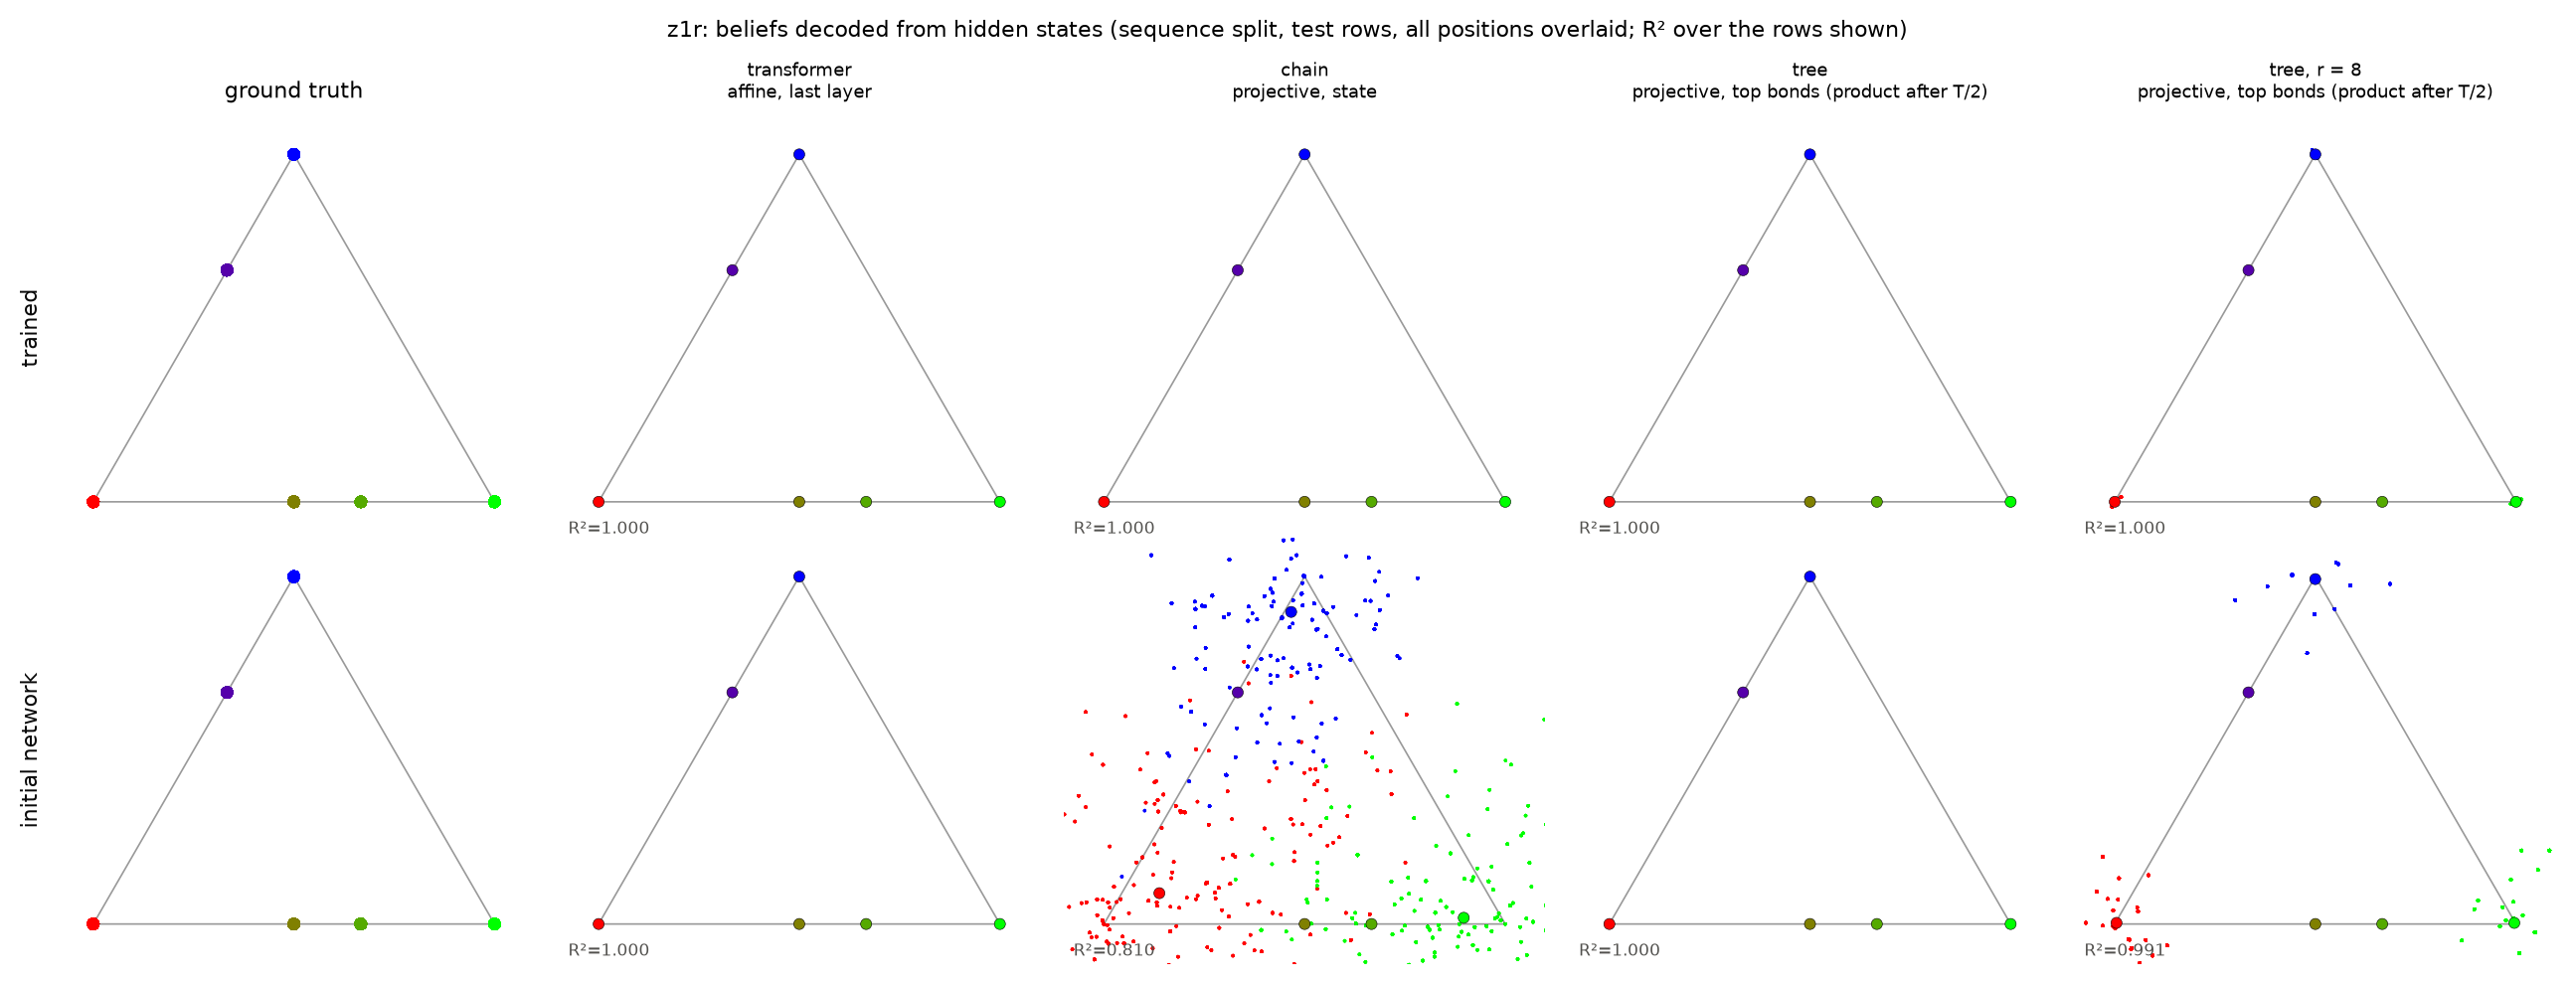 z1r: beliefs decoded from hidden states (sequence split, test rows, all positions overlaid; R² over the rows shown)
ground truth
transformer
affine, last layer
chain
projective, state
tree
projective, top bonds (product after T/2)
tree, r = 8
projective, top bonds (product after T/2)
trained
R²=1.000
R²=1.000
R²=1.000
R²=1.000
initial network
R²=1.000
R²=0.810
R²=1.000
R²=0.991